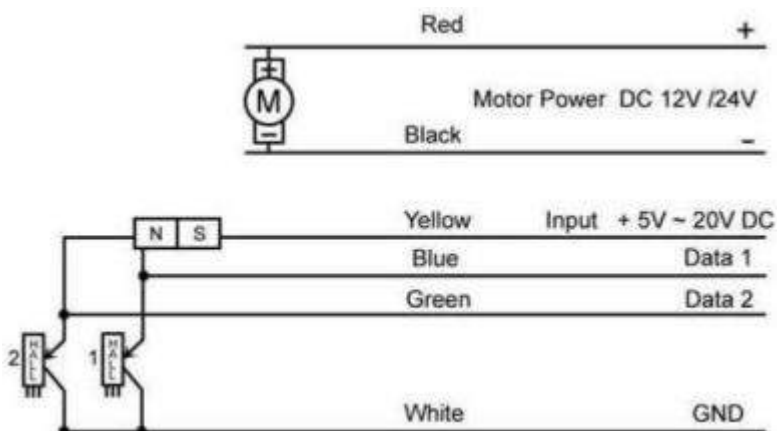 Red +
+
M Motor Power DC 12V /24V
−
Black −
N S Yellow Input + 5V ~ 20V DC
Blue Data 1
Green Data 2
2 HALL 1 HALL
White GND